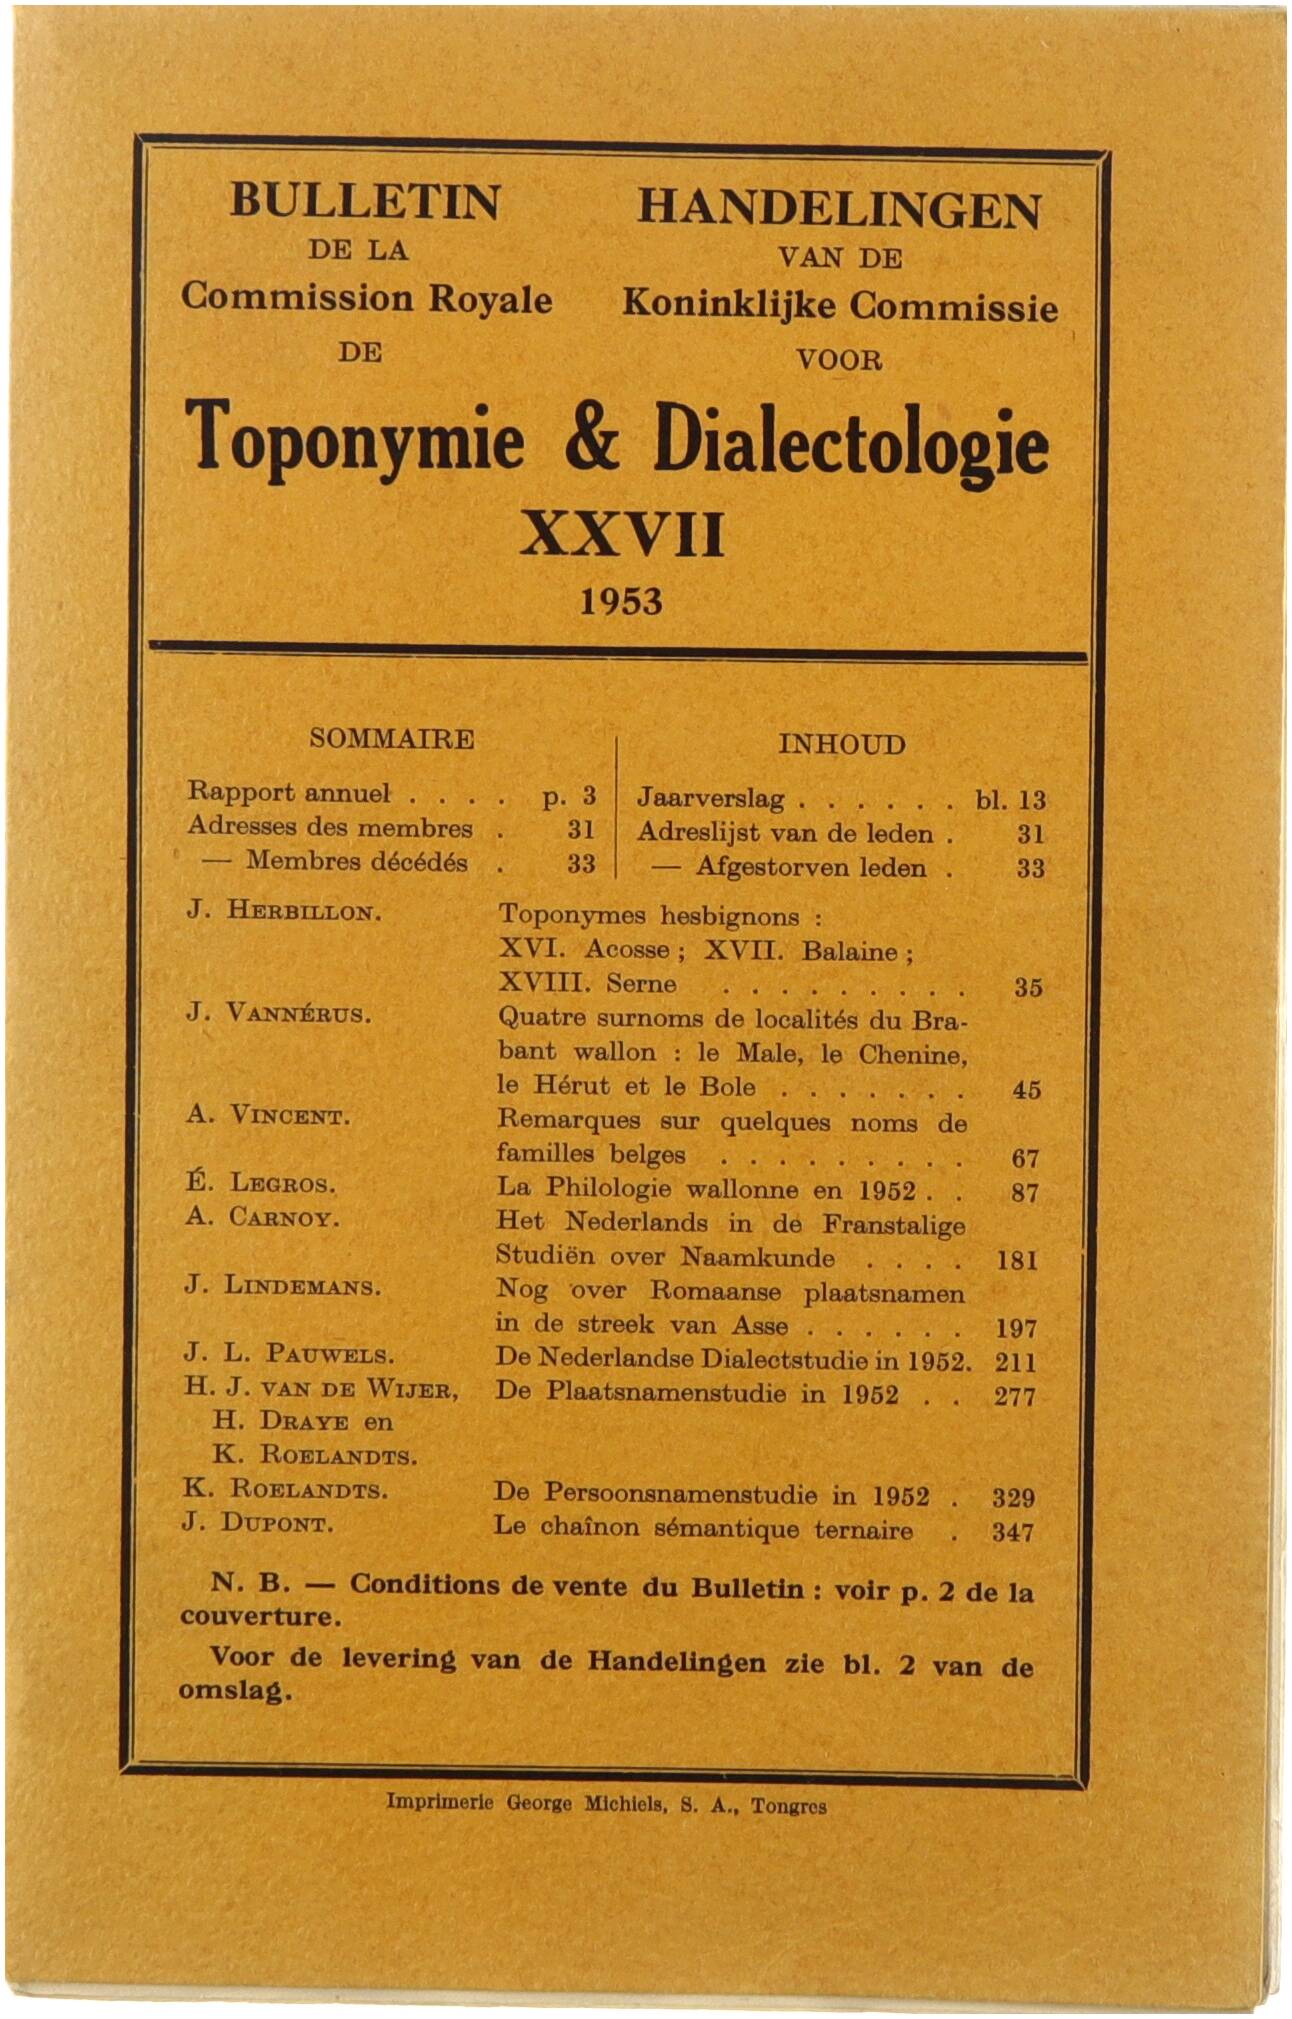 BULLETIN
DE LA
Commission Royale
DE
HANDELINGEN
VAN DE
Koninklijke Commissie
VOOR
Toponymie & Dialectologie
XXVII
1953
SOMMAIRE
Rapport annuel . . . . p. 3
Adresses des membres . 31
— Membres décédés . 33
INHOUD
Jaarverslag . . . . . . bl. 13
Adreslijst van de leden . 31
— Afgestorven leden . 33
J. HERBILLON. Toponymes hesbignons :
XVI. Acosse ; XVII. Balaine ;
XVIII. Serne . . . . . . . . . 35
J. VANNÉRUS. Quatre surnoms de localités du Bra-
bant wallon : le Male, le Chenine,
le Hérut et le Bole . . . . . . . 45
A. VINCENT. Remarques sur quelques noms de
familles belges . . . . . . . . . 67
É. LEGROS. La Philologie wallonne en 1952 . . 87
A. CARNOY. Het Nederlands in de Franstalige
Studiën over Naamkunde . . . . 181
J. LINDEMANS. Nog over Romaanse plaatsnamen
in de streek van Asse . . . . . . 197
J. L. PAUWELS. De Nederlandse Dialectstudie in 1952. 211
H. J. VAN DE WIJER, De Plaatsnamenstudie in 1952 . . 277
H. DRAYE en
K. ROELANDTS.
K. ROELANDTS. De Persoonsnamenstudie in 1952 . 329
J. DUPONT. Le chaînon sémantique ternaire . 347
N. B. — Conditions de vente du Bulletin : voir p. 2 de la
couverture.
Voor de levering van de Handelingen zie bl. 2 van de
omslag.
Imprimerie George Michiels, S. A., Tongres